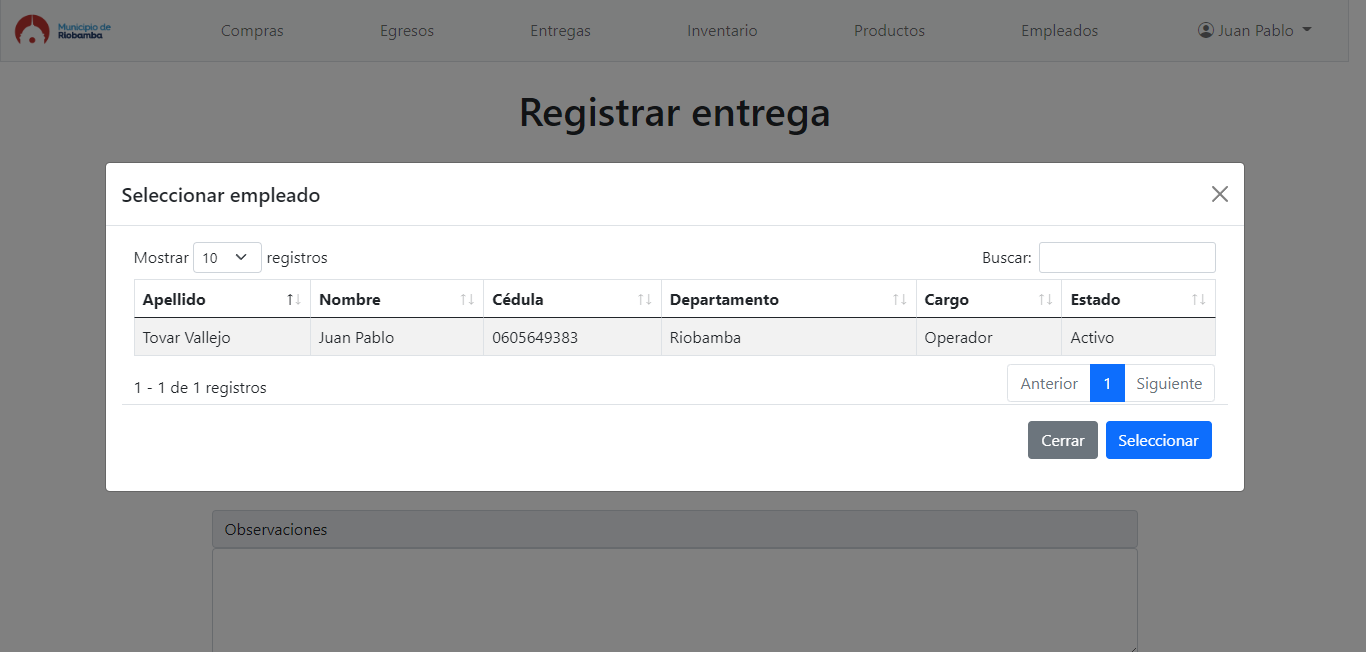 Municipio de
Riobamba
Compras Egresos Entregas Inventario Productos Empleados Juan Pablo
Registrar entrega
Seleccionar empleado
Mostrar 10 registros Buscar:
Apellido Nombre Cédula Departamento Cargo Estado
Tovar Vallejo Juan Pablo 0605649383 Riobamba Operador Activo
1 - 1 de 1 registros Anterior 1 Siguiente
Cerrar Seleccionar
Observaciones